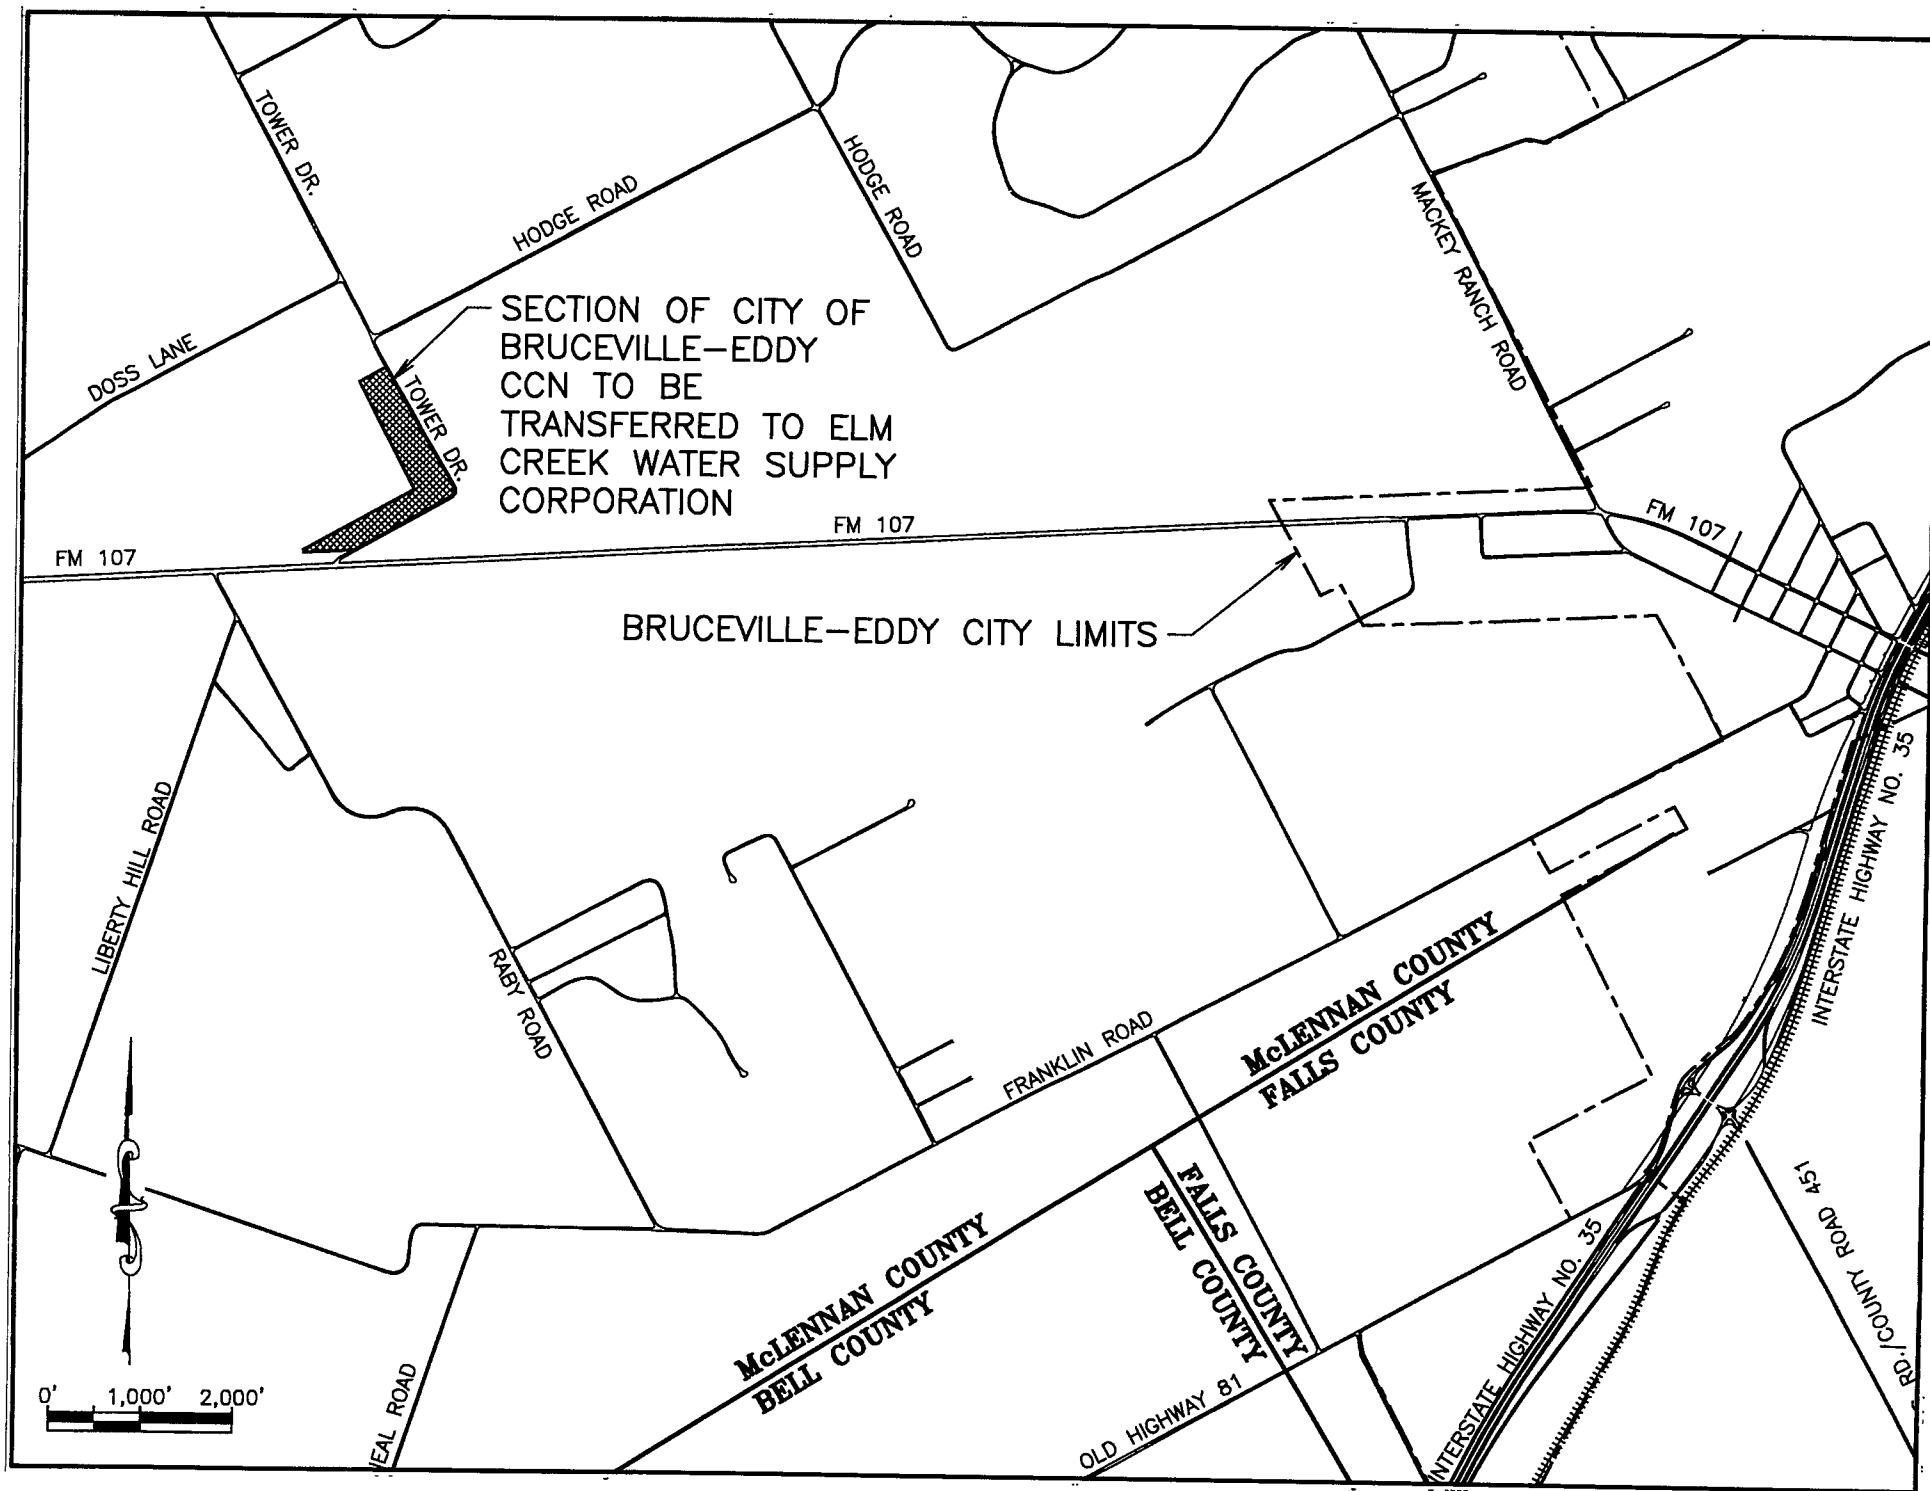 TOWER DR.
HODGE ROAD
HODGE ROAD
MACKEY RANCH ROAD
DOSS LANE
TOWER DR.
SECTION OF CITY OF
BRUCEVILLE–EDDY
CCN TO BE
TRANSFERRED TO ELM
CREEK WATER SUPPLY
CORPORATION
FM 107
FM 107
FM 107
BRUCEVILLE–EDDY CITY LIMITS
LIBERTY HILL ROAD
RABY ROAD
FRANKLIN ROAD
McLENNAN COUNTY
FALLS COUNTY
INTERSTATE HIGHWAY NO. 35
McLENNAN COUNTY
BELL COUNTY
FALLS COUNTY
BELL COUNTY
OLD HIGHWAY 81
INTERSTATE HIGHWAY NO. 35
RD./COUNTY ROAD 451
EAL ROAD
0' 1,000' 2,000'